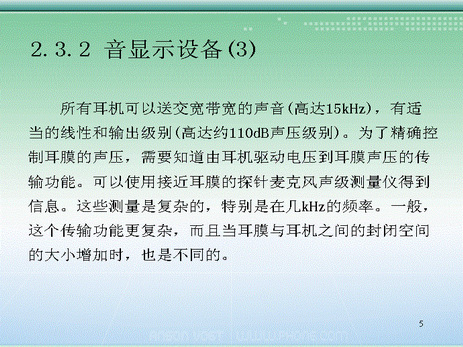 2.3.2 音显示设备(3)
所有耳机可以送交宽带宽的声音(高达15kHz)，有适
当的线性和输出级别(高达约110dB声压级别)。为了精确控
制耳膜的声压，需要知道由耳机驱动电压到耳膜声压的传
输功能。可以使用接近耳膜的探针麦克风声级测量仪得到
信息。这些测量是复杂的，特别是在几kHz的频率。一般，
这个传输功能更复杂，而且当耳膜与耳机之间的封闭空间
的大小增加时，也是不同的。
5